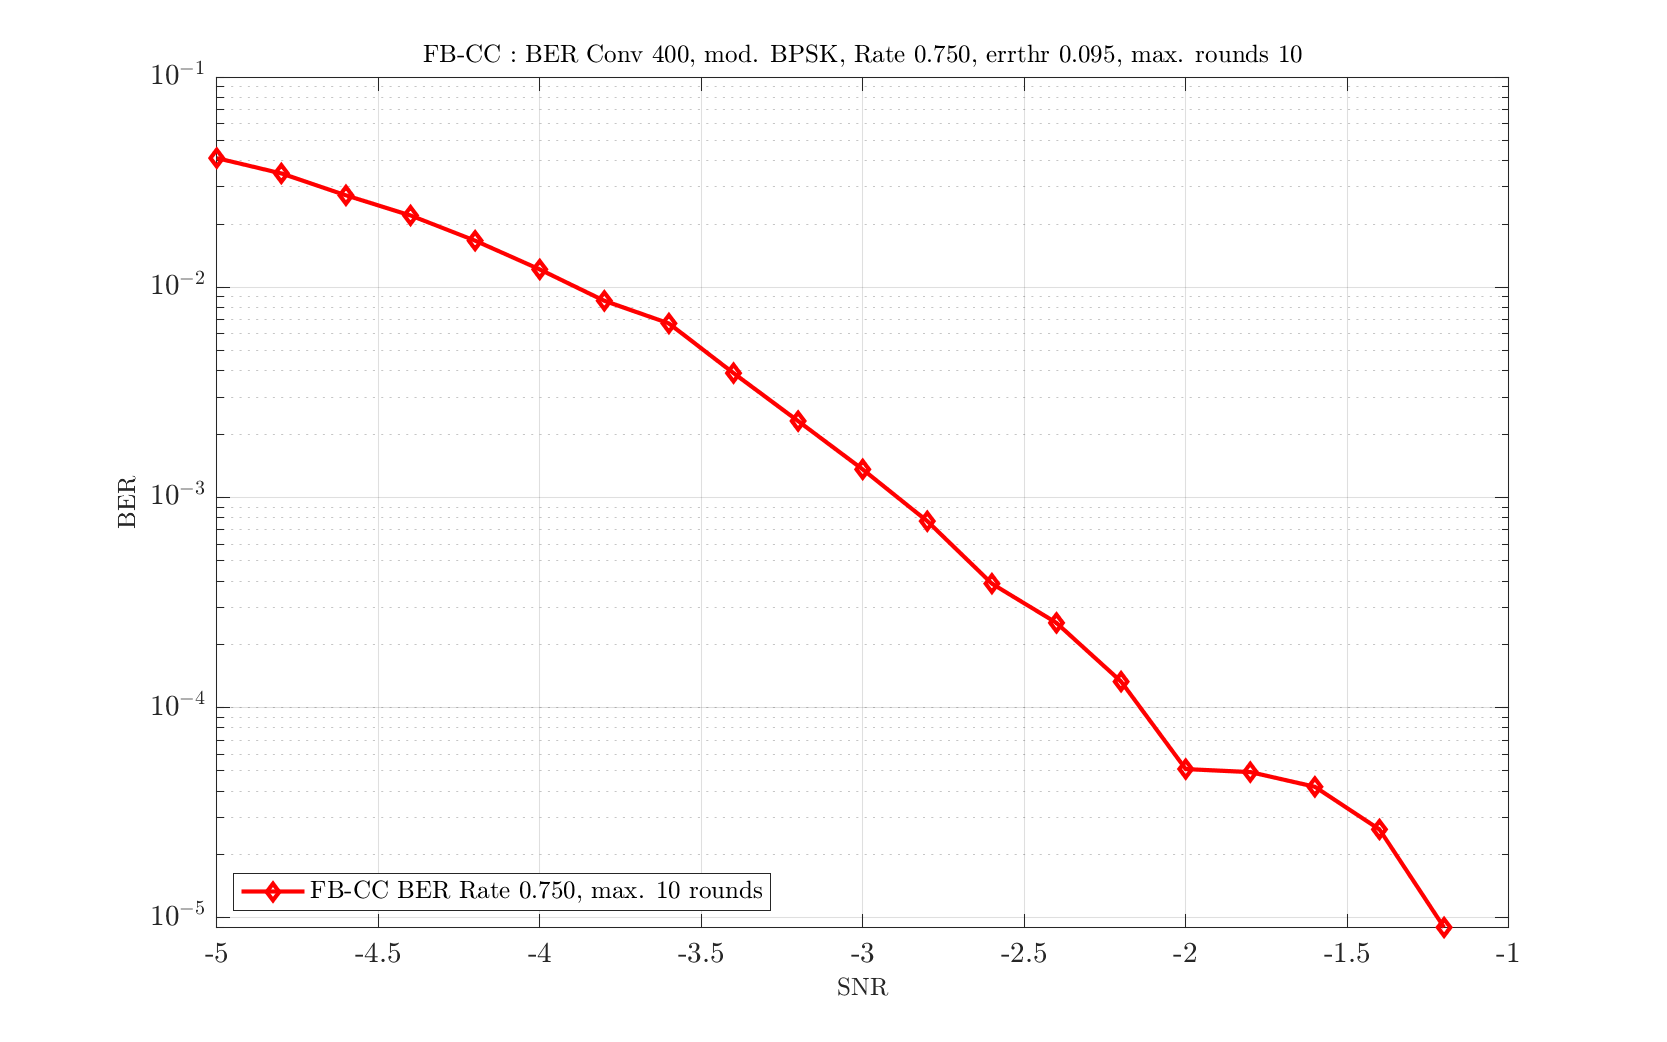 FB-CC : BER Conv 400, mod. BPSK, Rate 0.750, errthr 0.095, max. rounds 10
10⁻¹
10⁻²
10⁻³
10⁻⁴
10⁻⁵
BER
FB-CC BER Rate 0.750, max. 10 rounds
-5 -4.5 -4 -3.5 -3 -2.5 -2 -1.5 -1
SNR